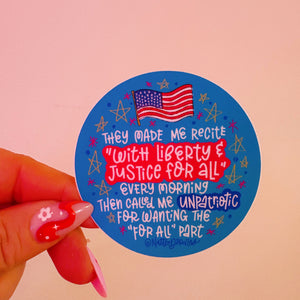 THEY MADE ME RECITE
"WITH LIBERTY &
JUSTICE FOR ALL"
EVERY MORNING
THEN CALLED ME UNPATRIOTIC
FOR WANTING THE
"FOR ALL" PART